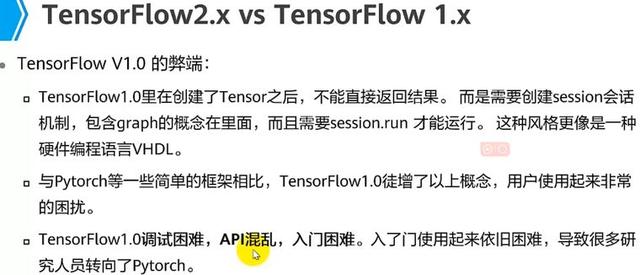 TensorFlow2.x vs TensorFlow 1.x
TensorFlow V1.0 的弊端：
TensorFlow1.0里在创建了Tensor之后，不能直接返回结果。 而是需要创建session会话
机制，包含graph的概念在里面，而且需要session.run 才能运行。 这种风格更像是一种
硬件编程语言VHDL。
与Pytorch等一些简单的框架相比，TensorFlow1.0徒增了以上概念，用户使用起来非常
的困扰。
TensorFlow1.0调试困难，API混乱，入门困难。入了门使用起来依旧困难，导致很多研
究人员转向了Pytorch。